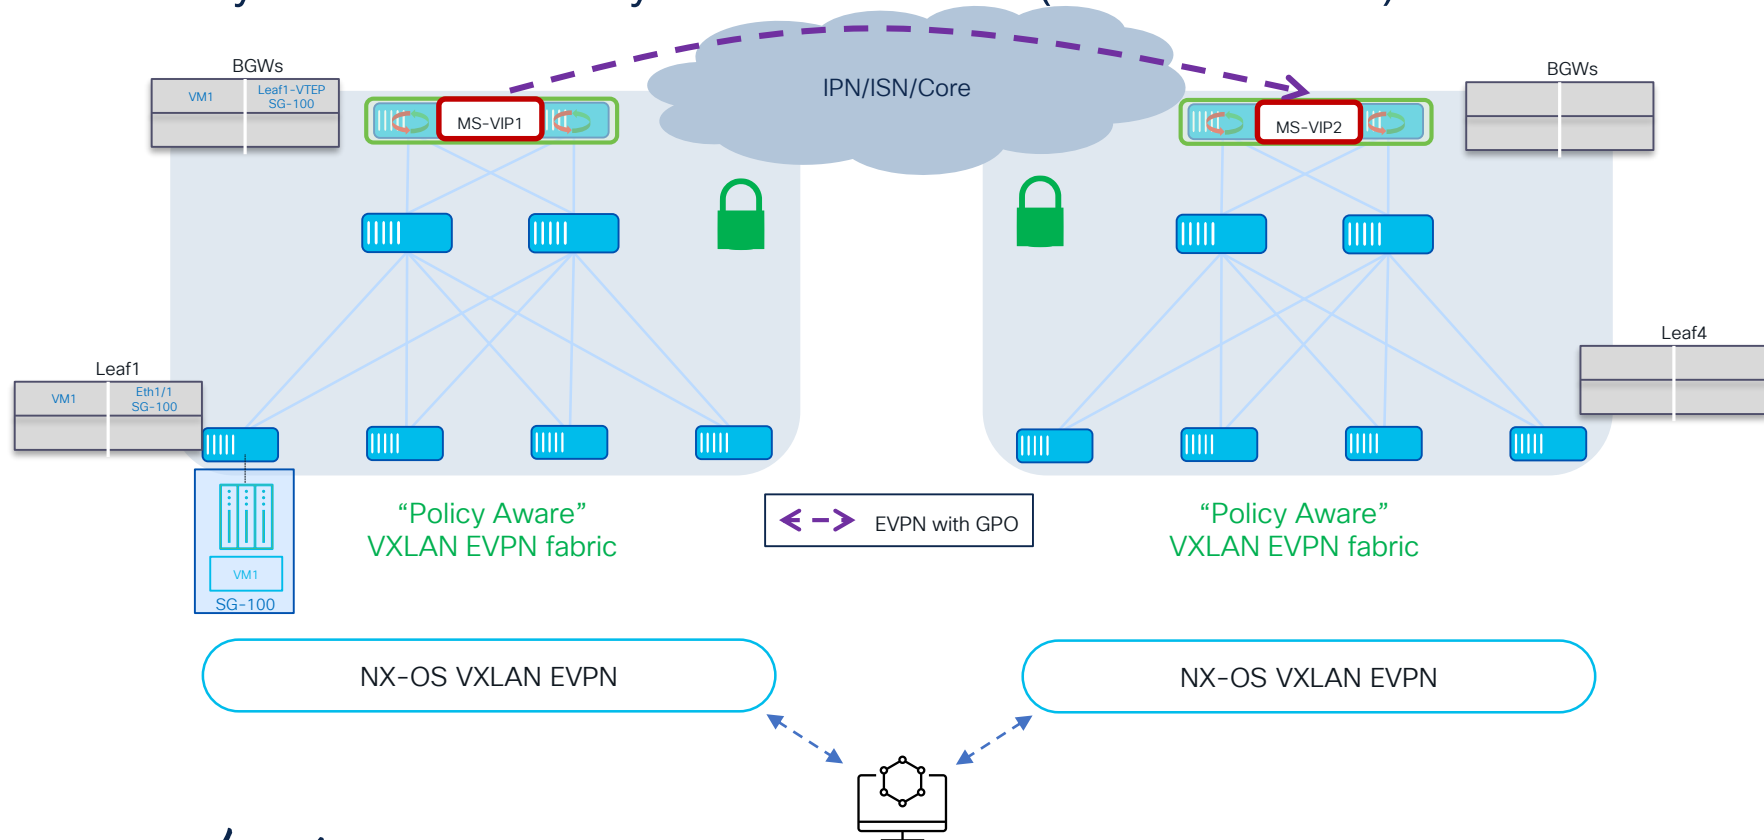 IPN/ISN/Core
BGWs
VM1
Leaf1-VTEP
SG-100
MS-VIP1
MS-VIP2
BGWs
Leaf1
VM1
Eth1/1
SG-100
Leaf4
VM1
SG-100
“Policy Aware”
VXLAN EVPN fabric
EVPN with GPO
“Policy Aware”
VXLAN EVPN fabric
NX-OS VXLAN EVPN
NX-OS VXLAN EVPN